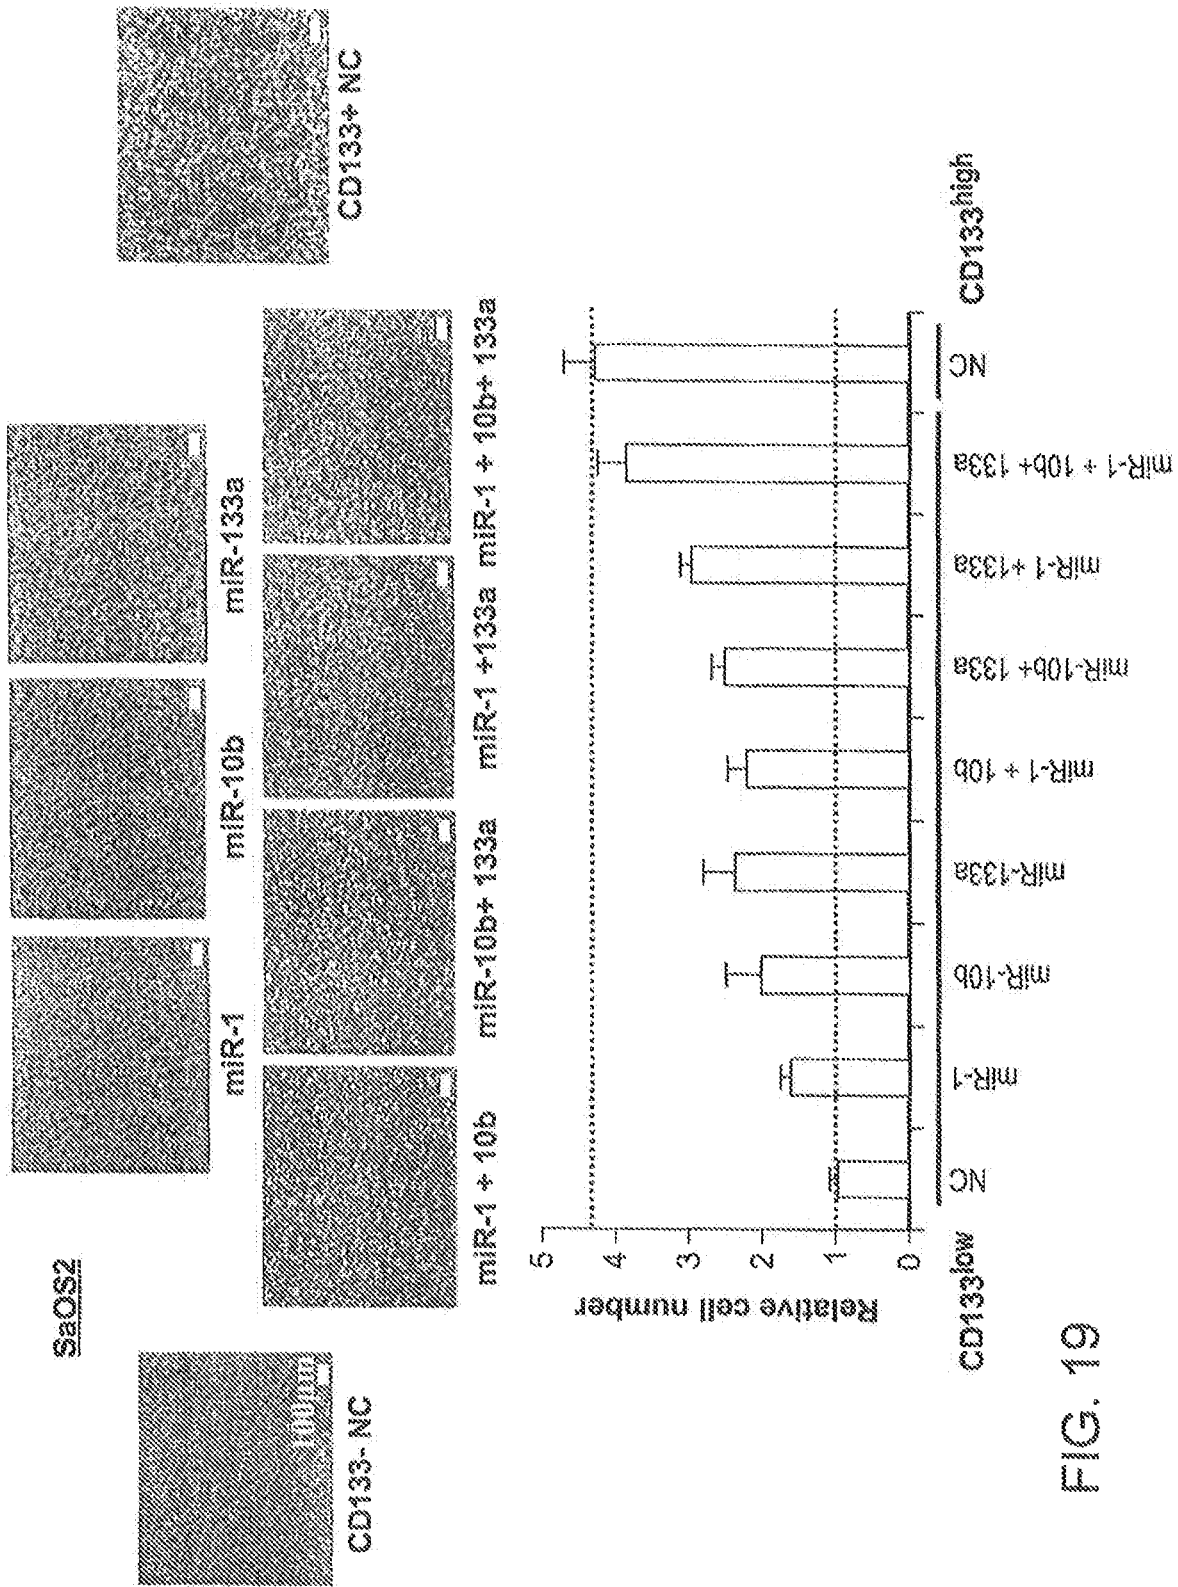 SaOS2
100μm
CD133- NC
miR-1
miR-10b
miR-133a
miR-1 + 10b
miR-10b+ 133a
miR-1 +133a
miR-1 + 10b+ 133a
CD133+ NC
Relative cell number
5
4
3
2
1
0
NC
miR-1
miR-10b
miR-133a
miR-1 + 10b
miR-10b+ 133a
miR-1 +133a
miR-1 + 10b+ 133a
NC
CD133low
CD133high
FIG. 19